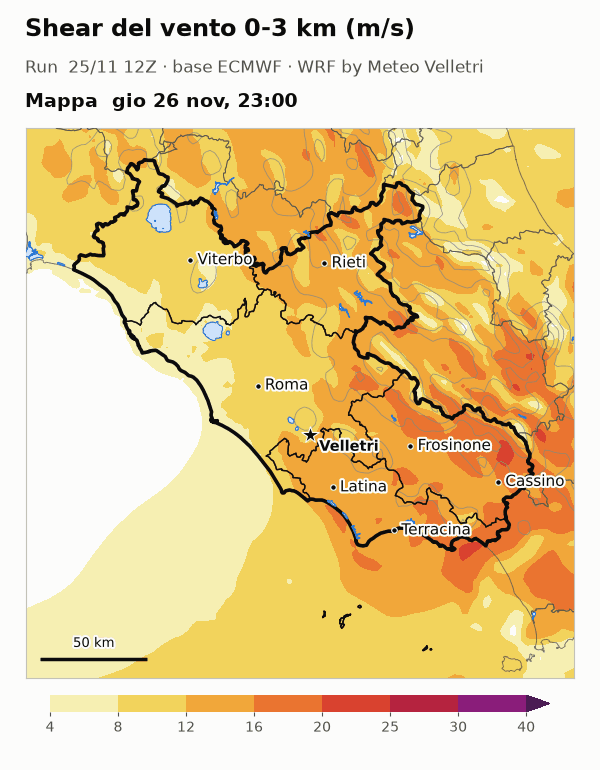 Shear del vento 0-3 km (m/s)
Run  25/11 12Z · base ECMWF · WRF by Meteo Velletri
Mappa  gio 26 nov, 23:00
Viterbo
Rieti
Roma
Velletri
Frosinone
Latina
Cassino
Terracina
50 km
4 8 12 16 20 25 30 40